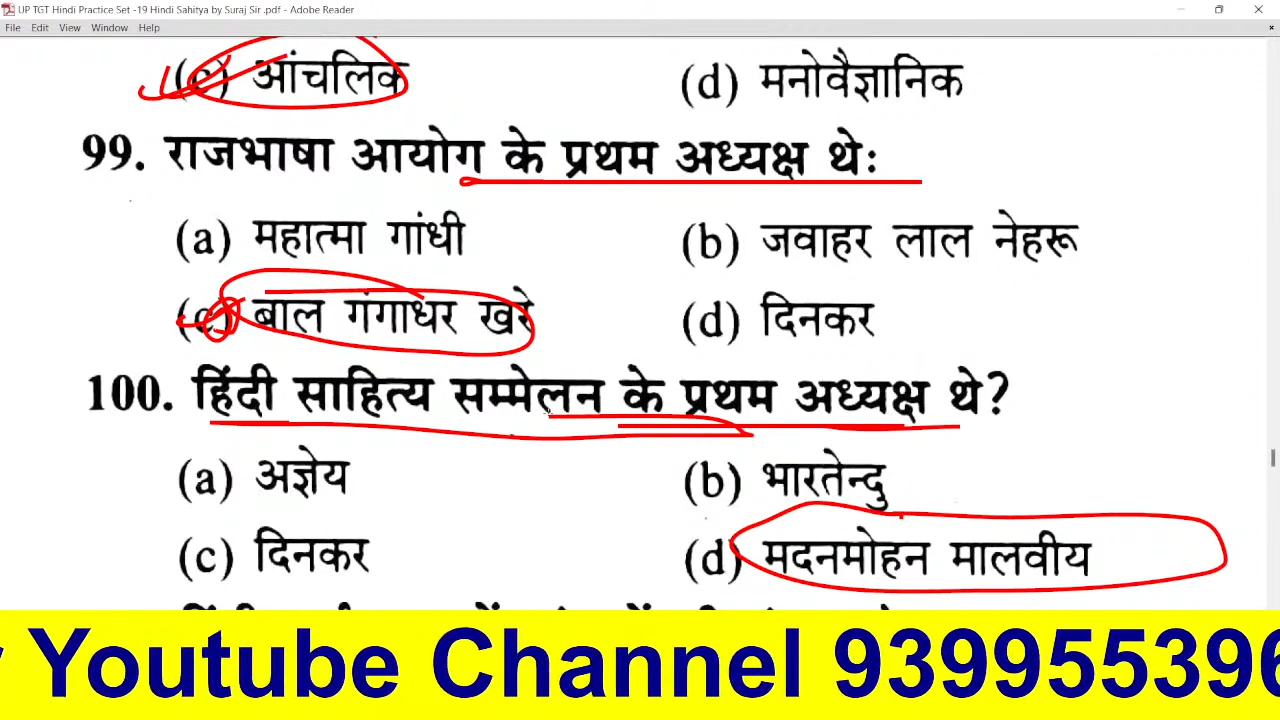 UP TGT Hindi Practice Set -19 Hindi Sahitya by Suraj Sir .pdf - Adobe Reader
File Edit View Window Help
(c) आंचलिक (d) मनोवैज्ञानिक
99. राजभाषा आयोग के प्रथम अध्यक्ष थेः
(a) महात्मा गांधी (b) जवाहर लाल नेहरू
(c) बाल गंगाधर खरे (d) दिनकर
100. हिंदी साहित्य सम्मेलन के प्रथम अध्यक्ष थे?
(a) अज्ञेय (b) भारतेन्दु
(c) दिनकर (d) मदनमोहन मालवीय
Youtube Channel 939955396